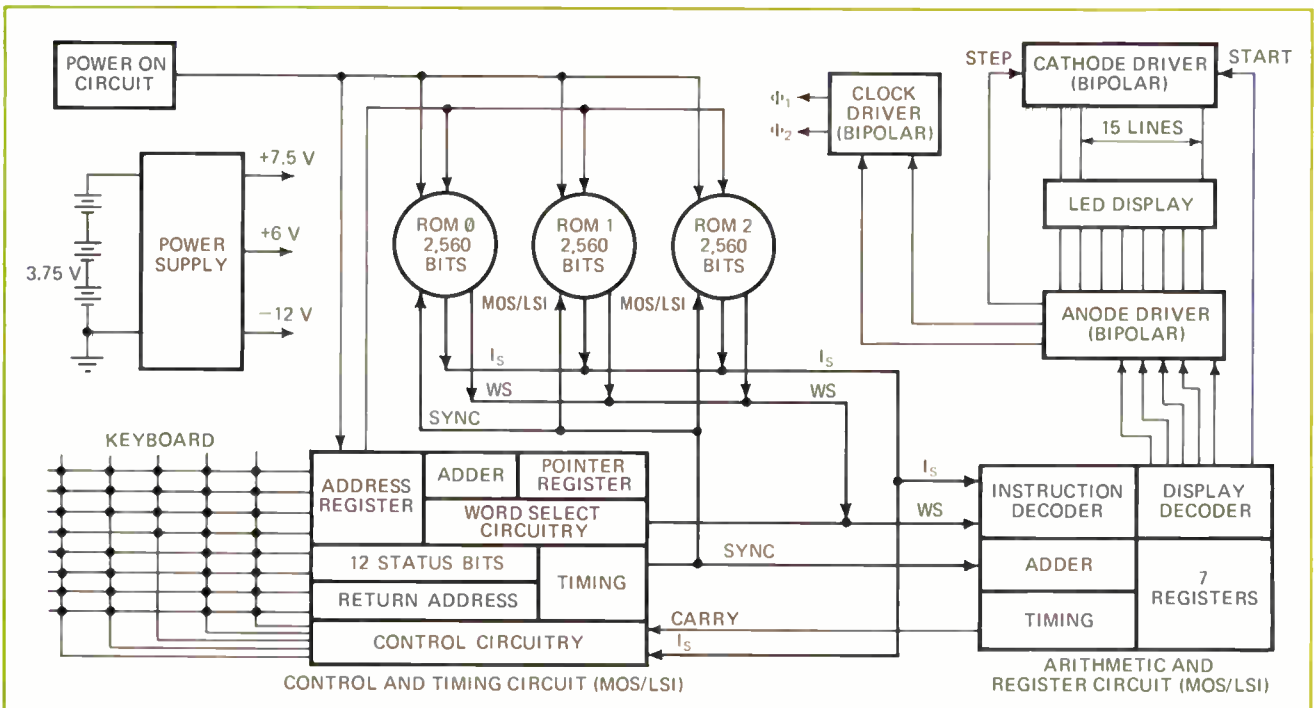 POWER ON
CIRCUIT
+7.5 V
+6 V
-12 V
3.75 V
POWER
SUPPLY
ROM Ø
2,560
BITS
ROM 1
2,560
BITS
ROM 2
2,560
BITS
MOS/LSI
MOS/LSI
IS
IS
WS
WS
SYNC
Φ1
Φ2
CLOCK
DRIVER
(BIPOLAR)
STEP
CATHODE DRIVER
(BIPOLAR)
START
15 LINES
LED DISPLAY
ANODE DRIVER
(BIPOLAR)
KEYBOARD
ADDRESS
REGISTER
ADDER
POINTER
REGISTER
WORD SELECT
CIRCUITRY
12 STATUS BITS
TIMING
RETURN ADDRESS
CONTROL CIRCUITRY
CONTROL AND TIMING CIRCUIT (MOS/LSI)
IS
WS
SYNC
CARRY
IS
INSTRUCTION
DECODER
DISPLAY
DECODER
ADDER
TIMING
7
REGISTERS
ARITHMETIC AND
REGISTER CIRCUIT (MOS/LSI)